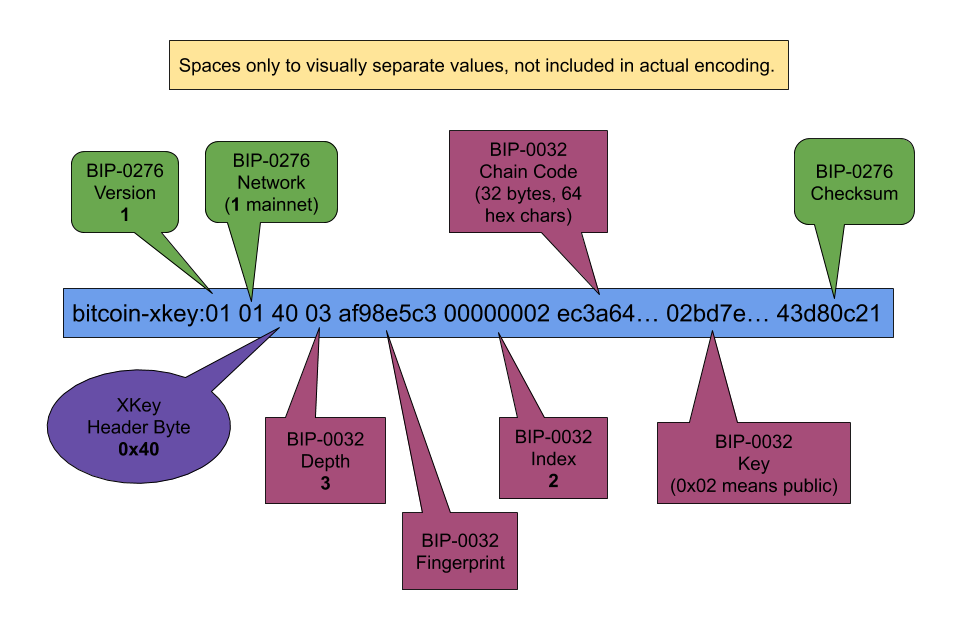 Spaces only to visually separate values, not included in actual encoding.
BIP-0276
Version
1
BIP-0276
Network
(1 mainnet)
BIP-0032
Chain Code
(32 bytes, 64
hex chars)
BIP-0276
Checksum
bitcoin-xkey:01 01 40 03 af98e5c3 00000002 ec3a64... 02bd7e... 43d80c21
XKey
Header Byte
0x40
BIP-0032
Depth
3
BIP-0032
Fingerprint
BIP-0032
Index
2
BIP-0032
Key
(0x02 means public)